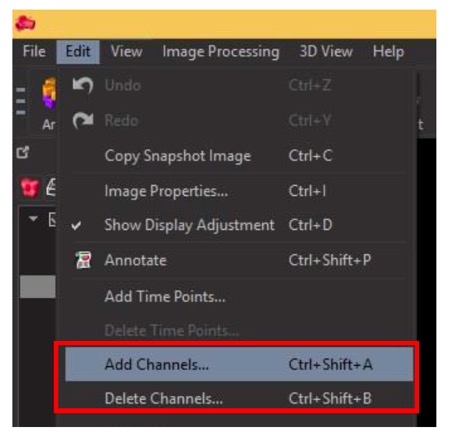 File Edit View Image Processing 3D View Help
Undo Ctrl+Z
Redo Ctrl+Y
Ar t
Copy Snapshot Image Ctrl+C
Image Properties... Ctrl+I
Show Display Adjustment Ctrl+D
Annotate Ctrl+Shift+P
Add Time Points...
Delete Time Points...
Add Channels... Ctrl+Shift+A
Delete Channels... Ctrl+Shift+B